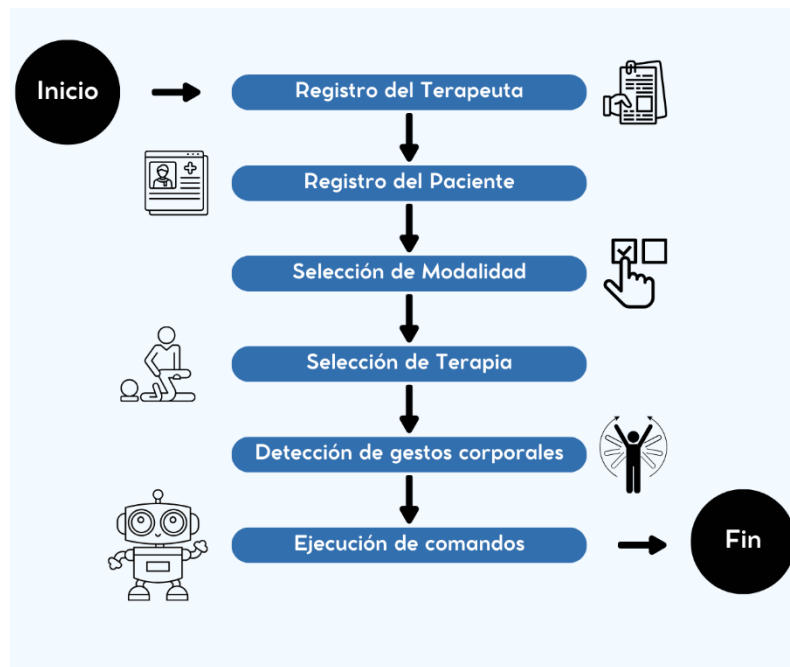 Inicio
Registro del Terapeuta
Registro del Paciente
Selección de Modalidad
Selección de Terapia
Detección de gestos corporales
Ejecución de comandos
Fin